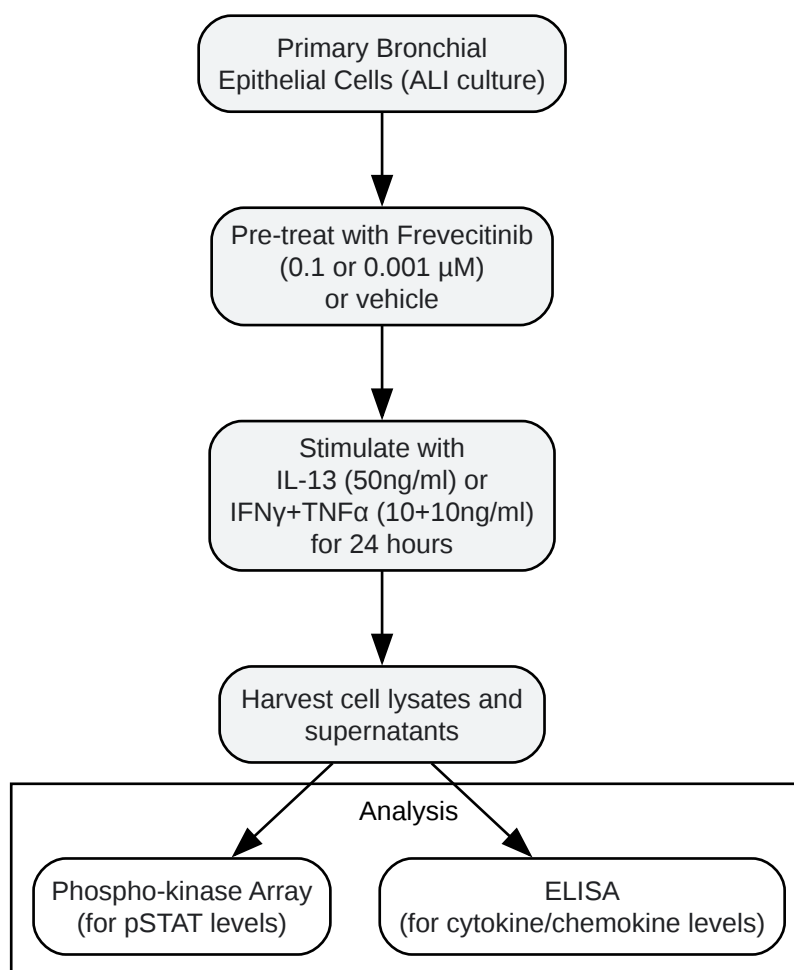 Primary Bronchial
Epithelial Cells (ALI culture)
Pre-treat with Frevecitinib
(0.1 or 0.001 µM)
or vehicle
Stimulate with
IL-13 (50ng/ml) or
IFNγ+TNFα (10+10ng/ml)
for 24 hours
Harvest cell lysates and
supernatants
Analysis
Phospho-kinase Array
(for pSTAT levels)
ELISA
(for cytokine/chemokine levels)